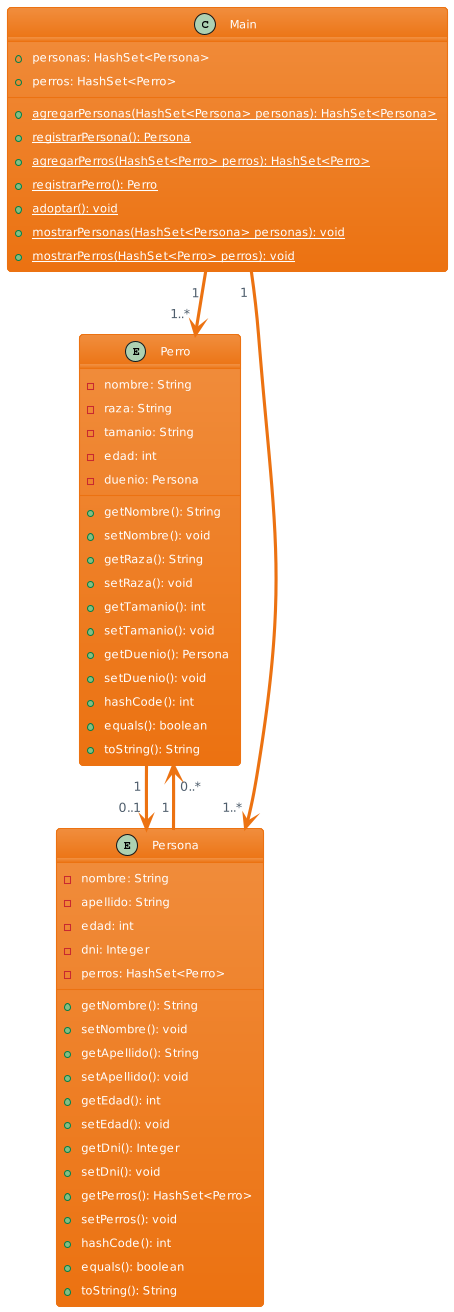 C Main
personas: HashSet<Persona>
perros: HashSet<Perro>
agregarPersonas(HashSet<Persona> personas): HashSet<Persona>
registrarPersona(): Persona
agregarPerros(HashSet<Perro> perros): HashSet<Perro>
registrarPerro(): Perro
adoptar(): void
mostrarPersonas(HashSet<Persona> personas): void
mostrarPerros(HashSet<Perro> perros): void
1 1
1..*
E Perro
nombre: String
raza: String
tamanio: String
edad: int
duenio: Persona
getNombre(): String
setNombre(): void
getRaza(): String
setRaza(): void
getTamanio(): int
setTamanio(): void
getDuenio(): Persona
setDuenio(): void
hashCode(): int
equals(): boolean
toString(): String
1 0..*
0..1 1 1..*
E Persona
nombre: String
apellido: String
edad: int
dni: Integer
perros: HashSet<Perro>
getNombre(): String
setNombre(): void
getApellido(): String
setApellido(): void
getEdad(): int
setEdad(): void
getDni(): Integer
setDni(): void
getPerros(): HashSet<Perro>
setPerros(): void
hashCode(): int
equals(): boolean
toString(): String